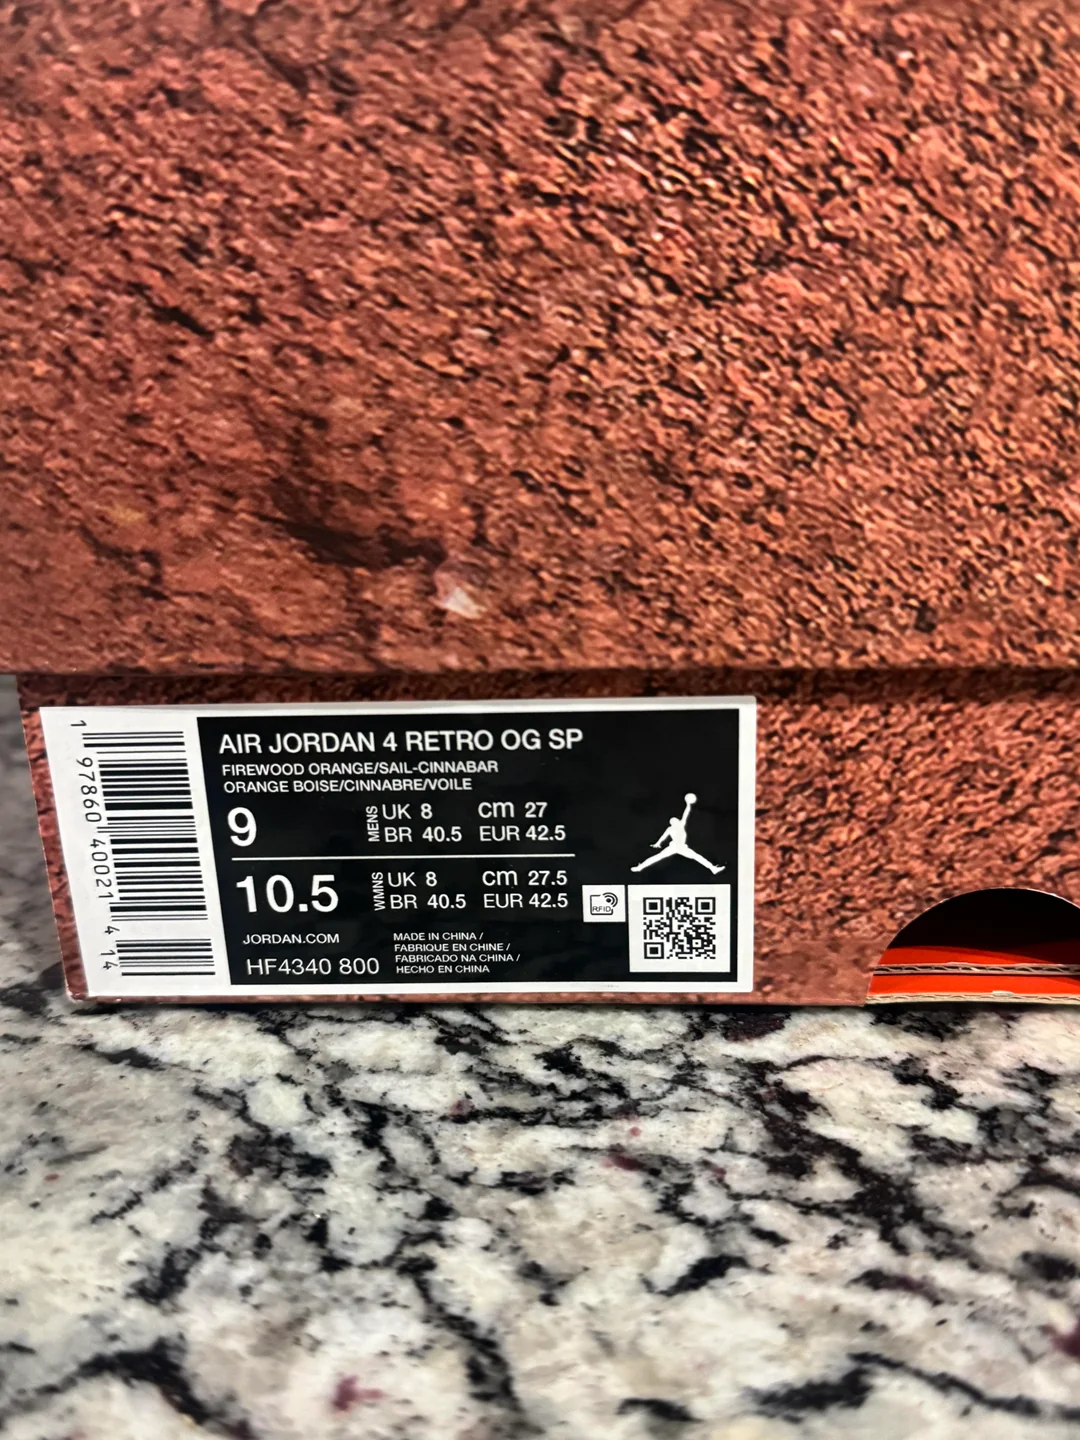 AIR JORDAN 4 RETRO OG SP
FIREWOOD ORANGE/SAIL-CINNABAR
ORANGE BOISE/CINNABRE/VOILE
9 MENS UK 8 cm 27
BR 40.5 EUR 42.5
10.5 WMNS UK 8 cm 27.5
BR 40.5 EUR 42.5
RFID
JORDAN.COM
HF4340 800
MADE IN CHINA /
FABRIQUE EN CHINE /
FABRICADO NA CHINA /
HECHO EN CHINA
1 97860 40021 4 14